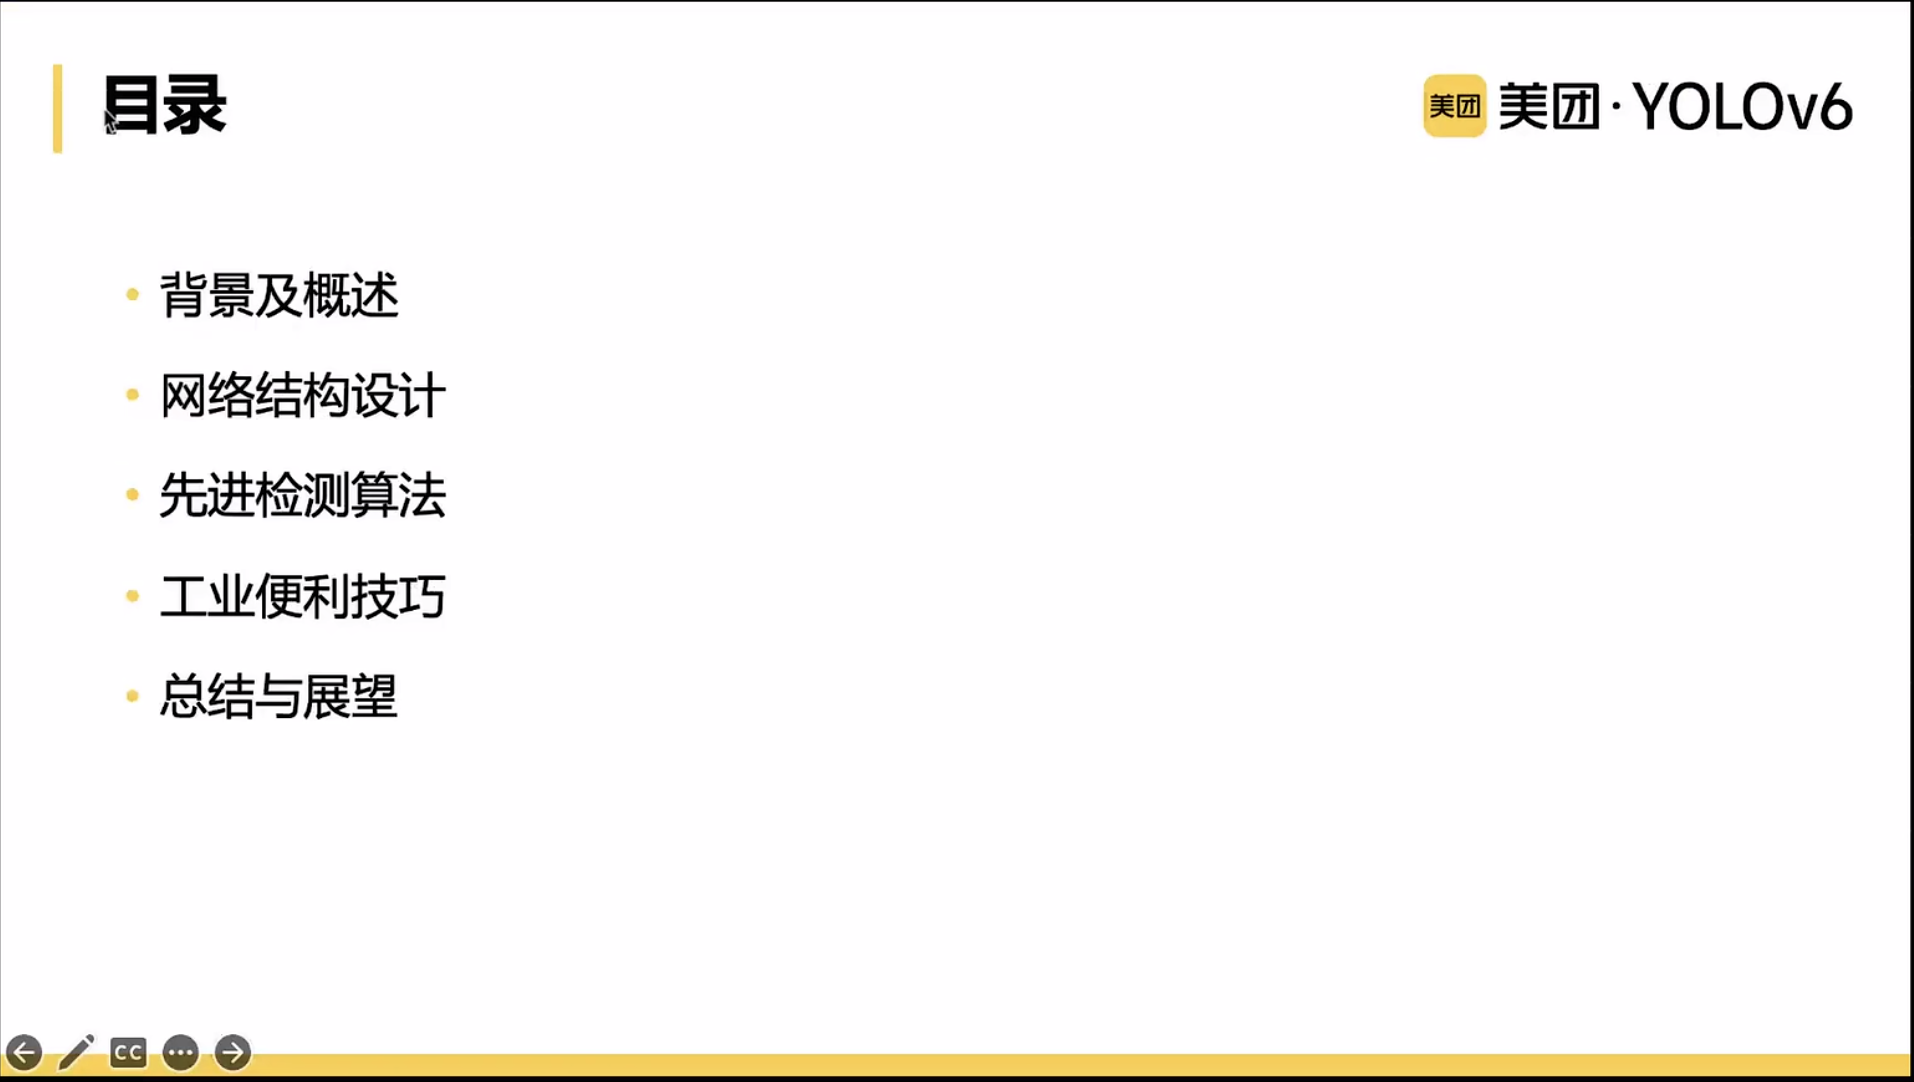 目录
美团 美团·YOLOv6
背景及概述
网络结构设计
先进检测算法
工业便利技巧
总结与展望
CC